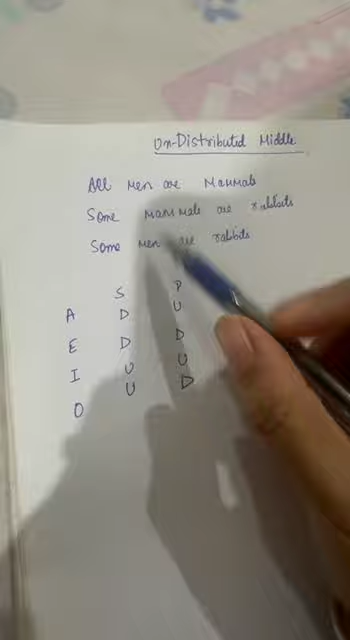 Un-Distributed Middle
All men are Mammals
Some mammals are rabbits
Some men are rabbits
S P
A D U
E D D
I U U
O U D